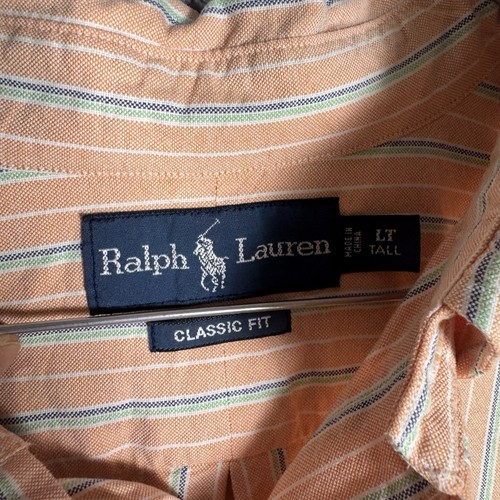 Ralph Lauren
MADE IN
CHINA
LT
TALL
CLASSIC FIT